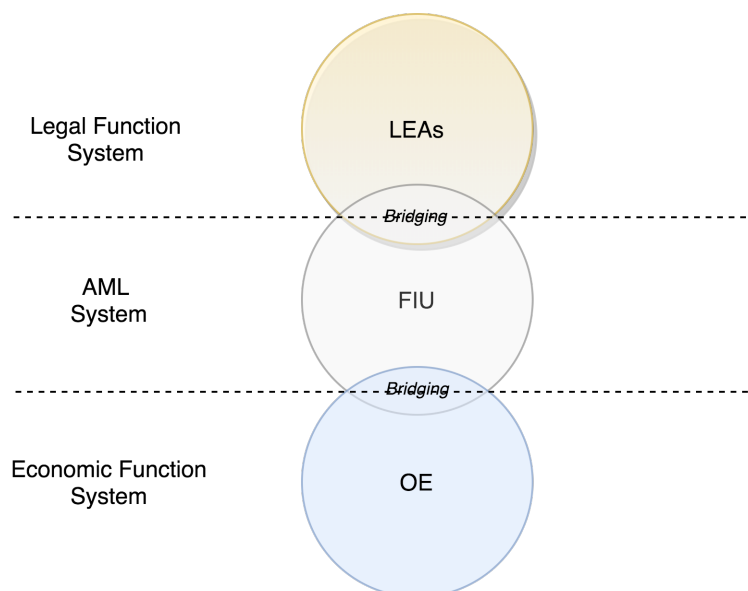 LEAs
Legal Function
System
Bridging
AML
System
FIU
Bridging
Economic Function
System
OE